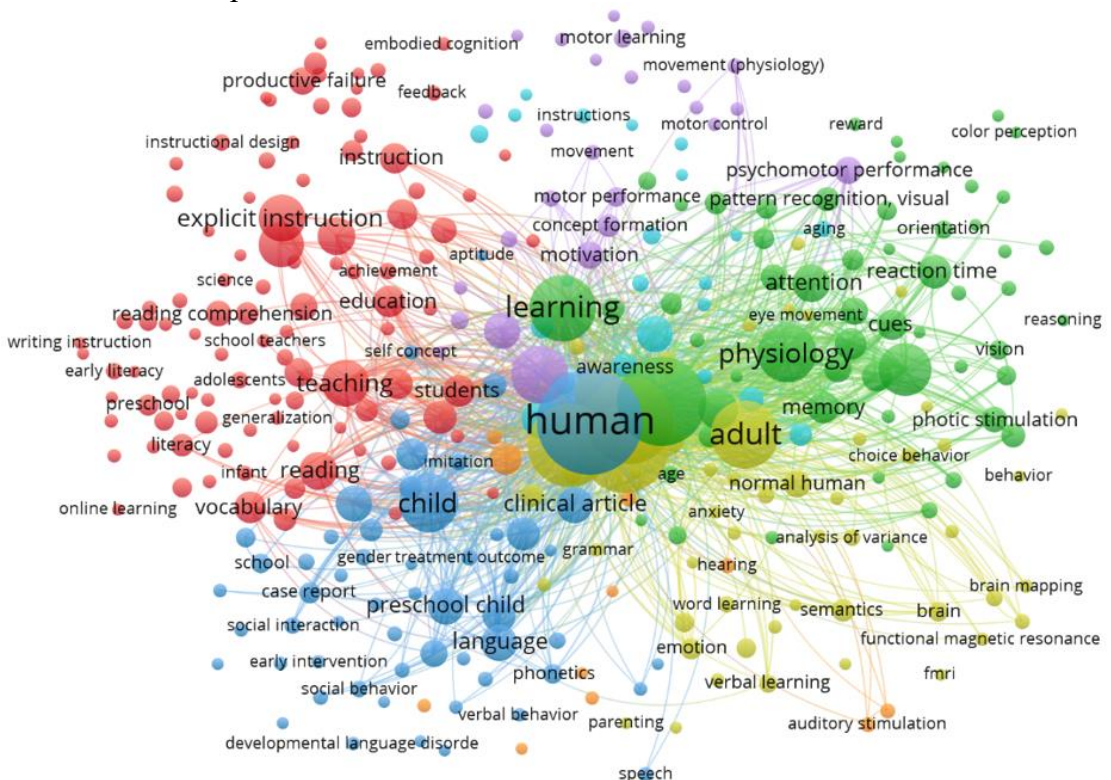 embodied cognition
motor learning
productive failure
movement (physiology)
feedback
instructions
motor control
reward
color perception
instructional design
instruction
movement
psychomotor performance
motor performance
pattern recognition, visual
explicit instruction
concept formation
aging
orientation
aptitude
motivation
science
achievement
attention
reaction time
education
learning
eye movement
reading comprehension
cues
reasoning
writing instruction
school teachers
self concept
physiology
vision
early literacy
adolescents
teaching
students
awareness
preschool
generalization
human
memory
photic stimulation
literacy
adult
choice behavior
infant
reading
imitation
age
normal human
behavior
online learning
vocabulary
child
clinical article
anxiety
analysis of variance
school
gender treatment outcome
grammar
hearing
case report
brain mapping
preschool child
word learning
semantics
brain
social interaction
language
functional magnetic resonance
early intervention
emotion
social behavior
phonetics
verbal learning
fmri
verbal behavior
parenting
auditory stimulation
developmental language disorde
speech